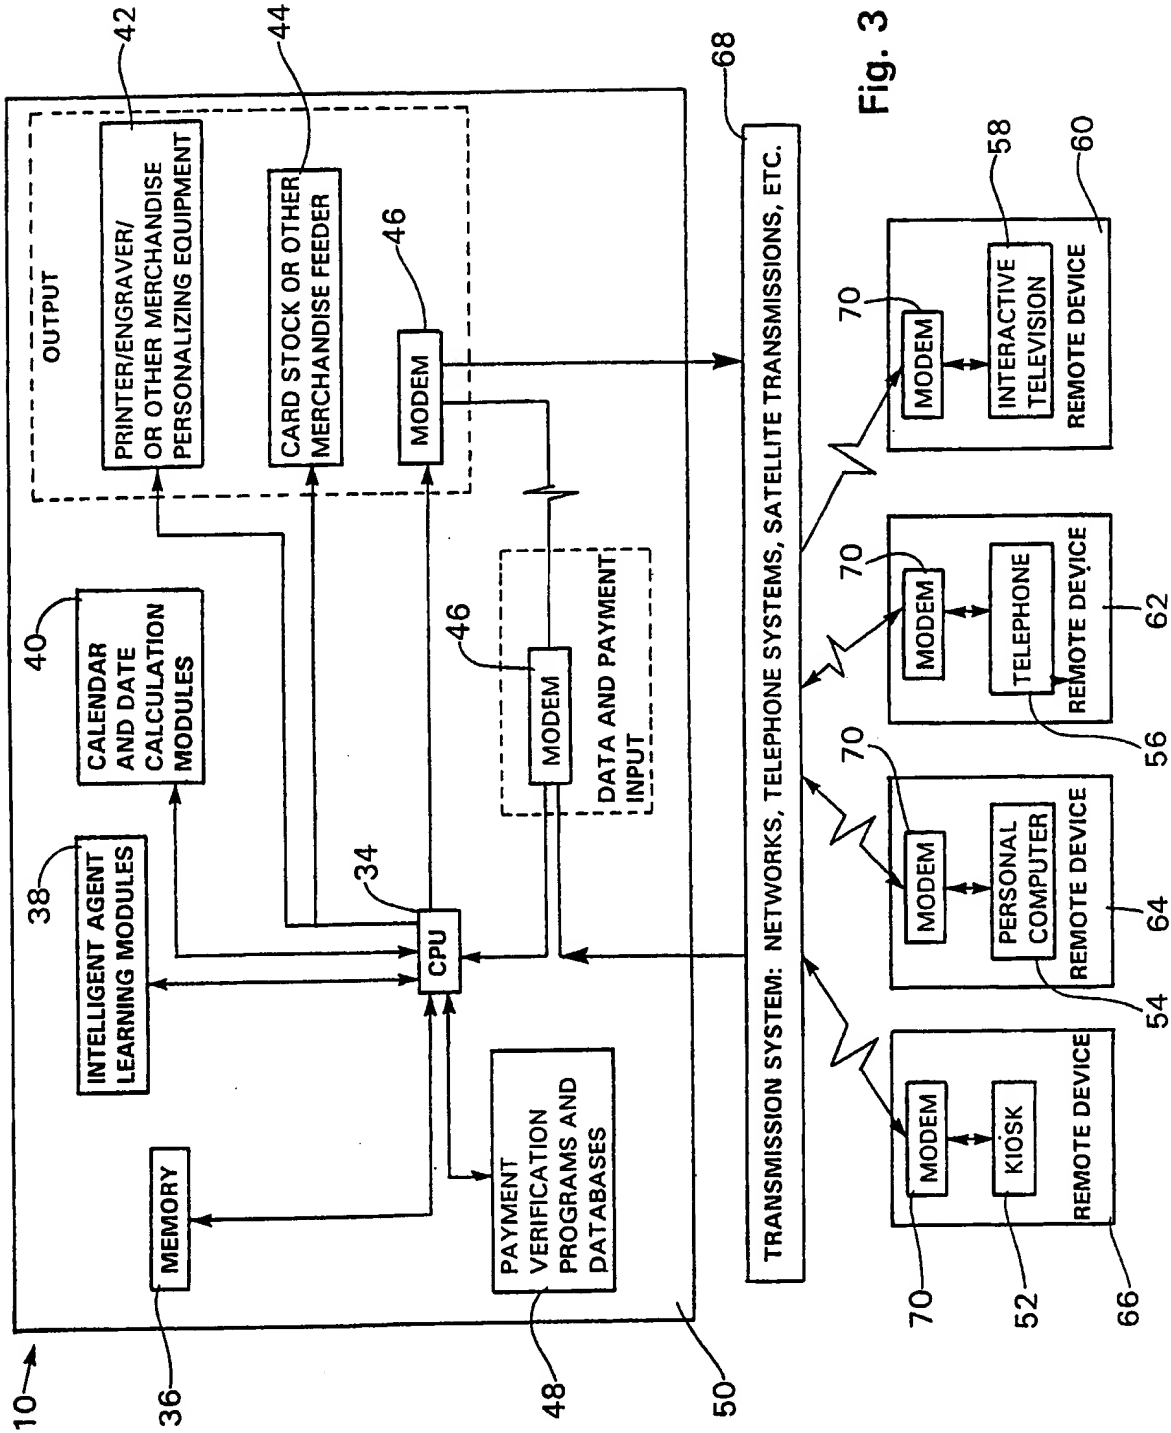 10
36
MEMORY
38
INTELLIGENT AGENT
LEARNING MODULES
40
CALENDAR
AND DATE
CALCULATION
MODULES
OUTPUT
42
PRINTER/ENGRAVER/
OR OTHER MERCHANDISE
PERSONALIZING EQUIPMENT
44
CARD STOCK OR OTHER
MERCHANDISE FEEDER
46
MODEM
34
CPU
48
PAYMENT
VERIFICATION
PROGRAMS AND
DATABASES
46
MODEM
DATA AND PAYMENT
INPUT
50
68
TRANSMISSION SYSTEM: NETWORKS, TELEPHONE SYSTEMS, SATELLITE TRANSMISSIONS, ETC.
70
MODEM
52
KIOSK
REMOTE DEVICE
66
70
MODEM
PERSONAL
COMPUTER
54
REMOTE DEVICE
64
70
MODEM
TELEPHONE
56
REMOTE DEVICE
62
70
MODEM
58
INTERACTIVE
TELEVISION
REMOTE DEVICE
60
Fig. 3